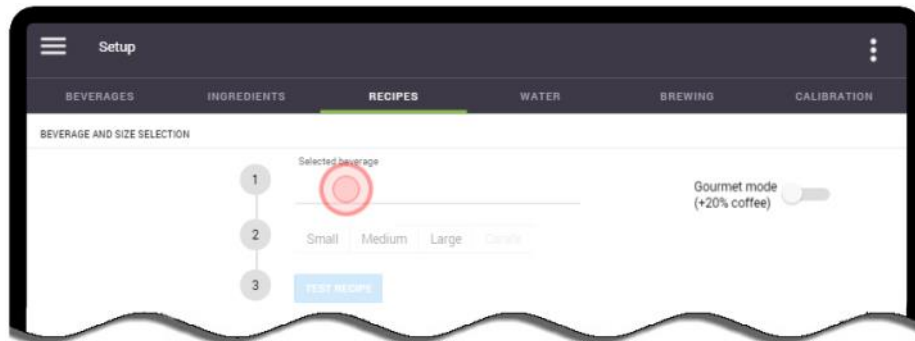 Setup
BEVERAGES INGREDIENTS RECIPES WATER BREWING CALIBRATION
BEVERAGE AND SIZE SELECTION
Selected beverage
1
Gourmet mode
(+20% coffee)
2 Small Medium Large Carafe
3 TEST RECIPE